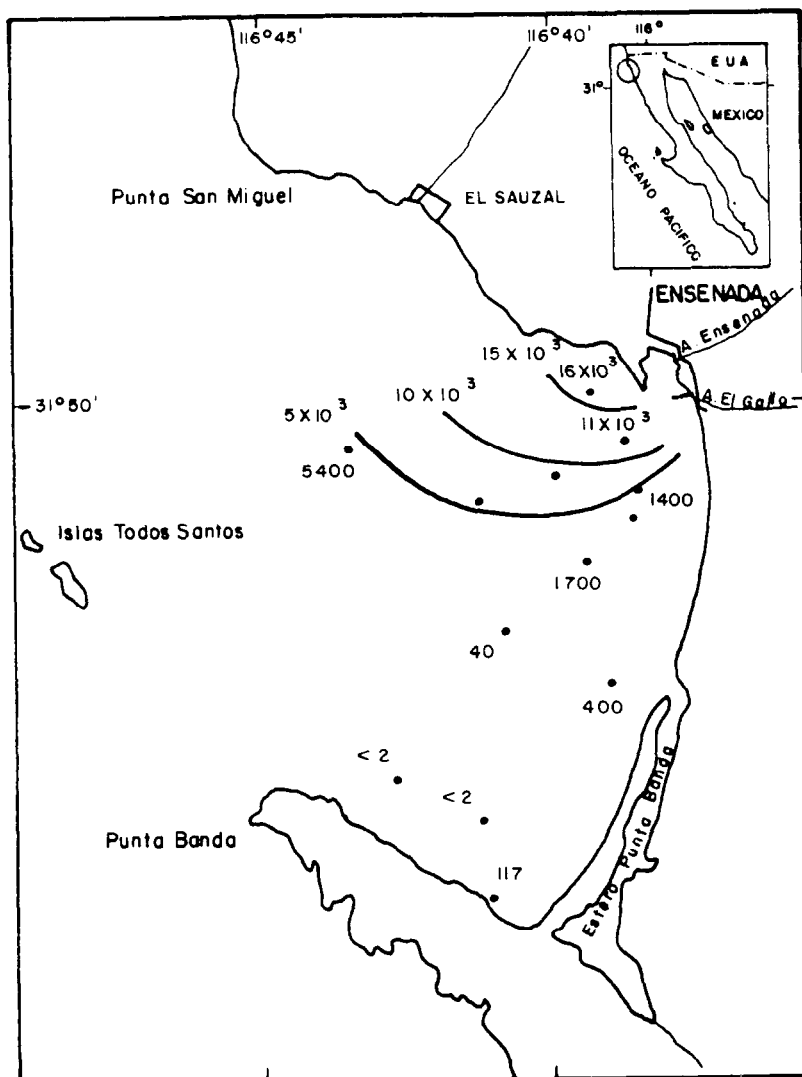 116°45'
116°40'
116°
E U A
31°
MEXICO
OCEANO PACIFICO
Punta San Miguel
EL SAUZAL
ENSENADA
A. Ensenada
15 X 10³
16 X 10³
31°50'
10 X 10³
A. El Gallo
5 X 10³
11 X 10³
5400
1400
Islas Todos Santos
1700
40
400
< 2
< 2
Punta Banda
Estero Punta Banda
117